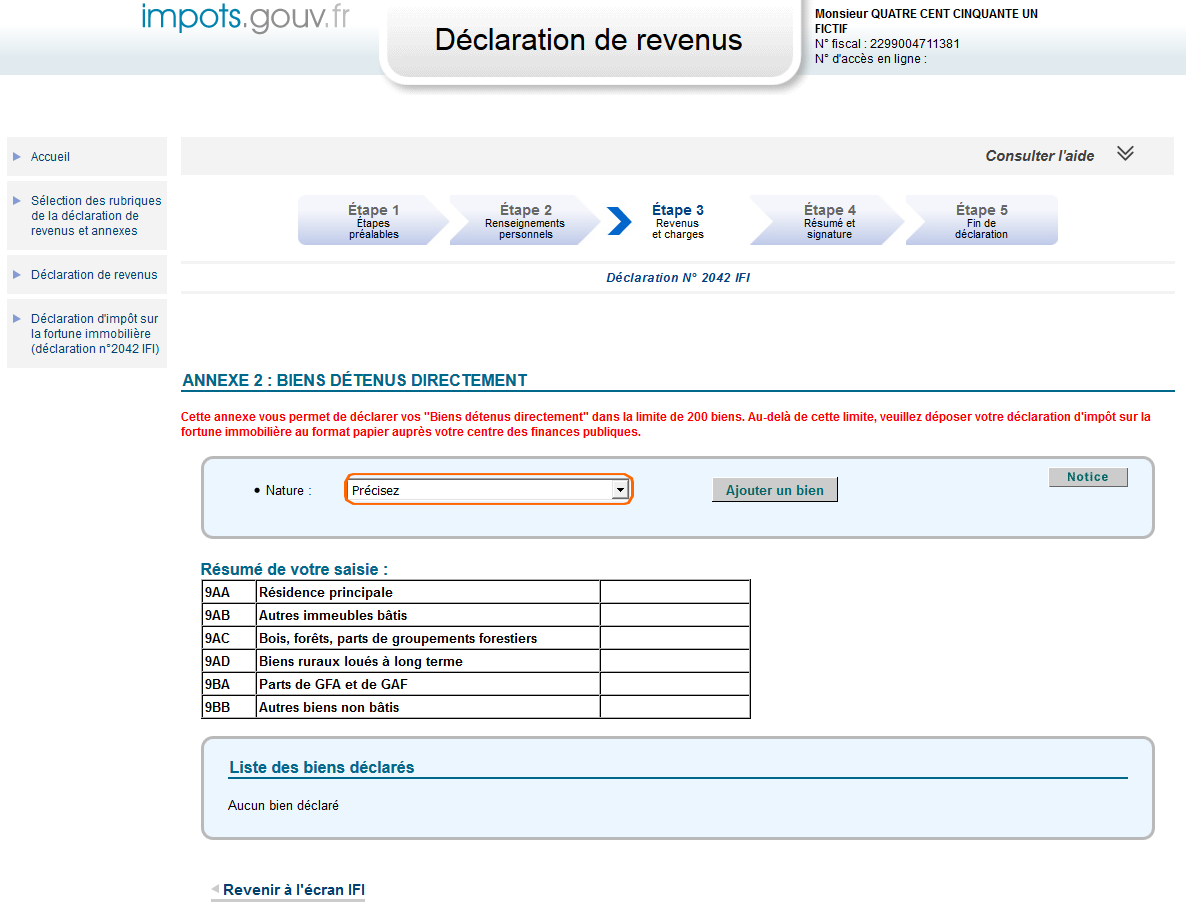 impots.gouv.fr
Déclaration de revenus
Monsieur QUATRE CENT CINQUANTE UN
FICTIF
N° fiscal : 2299004711381
N° d'accès en ligne :
Accueil
Sélection des rubriques
de la déclaration de
revenus et annexes
Déclaration de revenus
Déclaration d'impôt sur
la fortune immobilière
(déclaration n°2042 IFI)
Consulter l'aide
Étape 1
Étapes
préalables
Étape 2
Renseignements
personnels
Étape 3
Revenus
et charges
Étape 4
Résumé et
signature
Étape 5
Fin de
déclaration
Déclaration N° 2042 IFI
ANNEXE 2 : BIENS DÉTENUS DIRECTEMENT
Cette annexe vous permet de déclarer vos "Biens détenus directement" dans la limite de 200 biens. Au-delà de cette limite, veuillez déposer votre déclaration d'impôt sur la
fortune immobilière au format papier auprès votre centre des finances publiques.
• Nature : Précisez Ajouter un bien Notice
Résumé de votre saisie :
9AA Résidence principale
9AB Autres immeubles bâtis
9AC Bois, forêts, parts de groupements forestiers
9AD Biens ruraux loués à long terme
9BA Parts de GFA et de GAF
9BB Autres biens non bâtis
Liste des biens déclarés
Aucun bien déclaré
Revenir à l'écran IFI